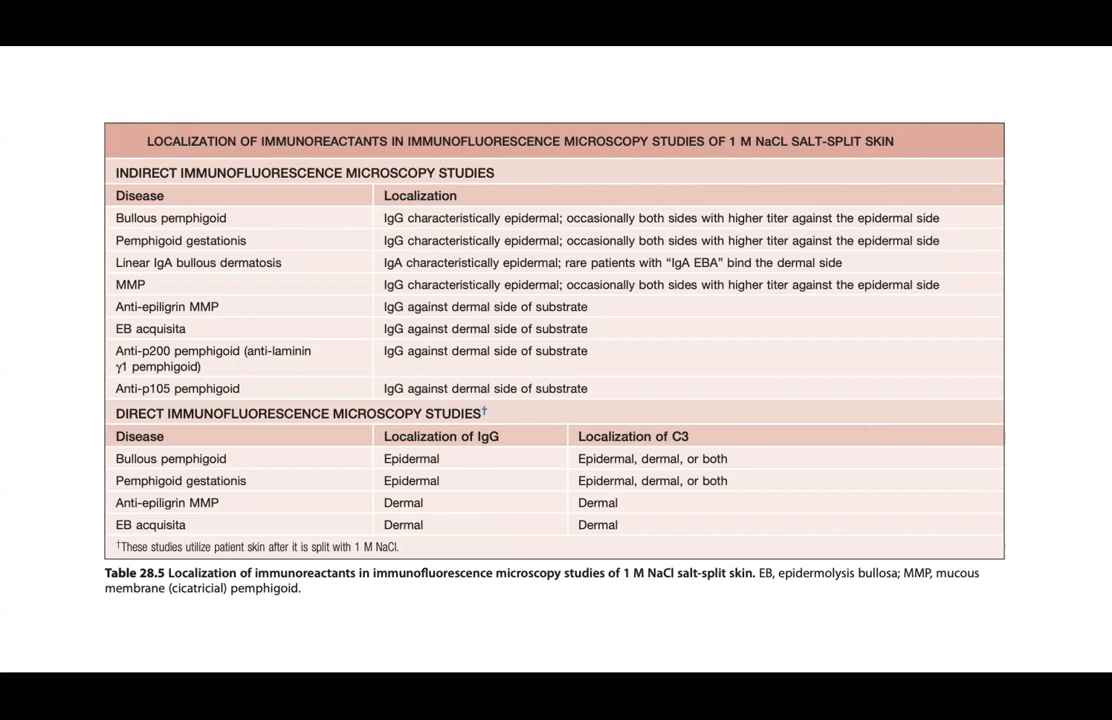 LOCALIZATION OF IMMUNOREACTANTS IN IMMUNOFLUORESCENCE MICROSCOPY STUDIES OF 1 M NaCL SALT-SPLIT SKIN
INDIRECT IMMUNOFLUORESCENCE MICROSCOPY STUDIES
Disease Localization
Bullous pemphigoid IgG characteristically epidermal; occasionally both sides with higher titer against the epidermal side
Pemphigoid gestationis IgG characteristically epidermal; occasionally both sides with higher titer against the epidermal side
Linear IgA bullous dermatosis IgA characteristically epidermal; rare patients with “IgA EBA” bind the dermal side
MMP IgG characteristically epidermal; occasionally both sides with higher titer against the epidermal side
Anti-epiligrin MMP IgG against dermal side of substrate
EB acquisita IgG against dermal side of substrate
Anti-p200 pemphigoid (anti-laminin IgG against dermal side of substrate
γ1 pemphigoid)
Anti-p105 pemphigoid IgG against dermal side of substrate
DIRECT IMMUNOFLUORESCENCE MICROSCOPY STUDIES†
Disease Localization of IgG Localization of C3
Bullous pemphigoid Epidermal Epidermal, dermal, or both
Pemphigoid gestationis Epidermal Epidermal, dermal, or both
Anti-epiligrin MMP Dermal Dermal
EB acquisita Dermal Dermal
†These studies utilize patient skin after it is split with 1 M NaCl.
Table 28.5 Localization of immunoreactants in immunofluorescence microscopy studies of 1 M NaCl salt-split skin. EB, epidermolysis bullosa; MMP, mucous
membrane (cicatricial) pemphigoid.